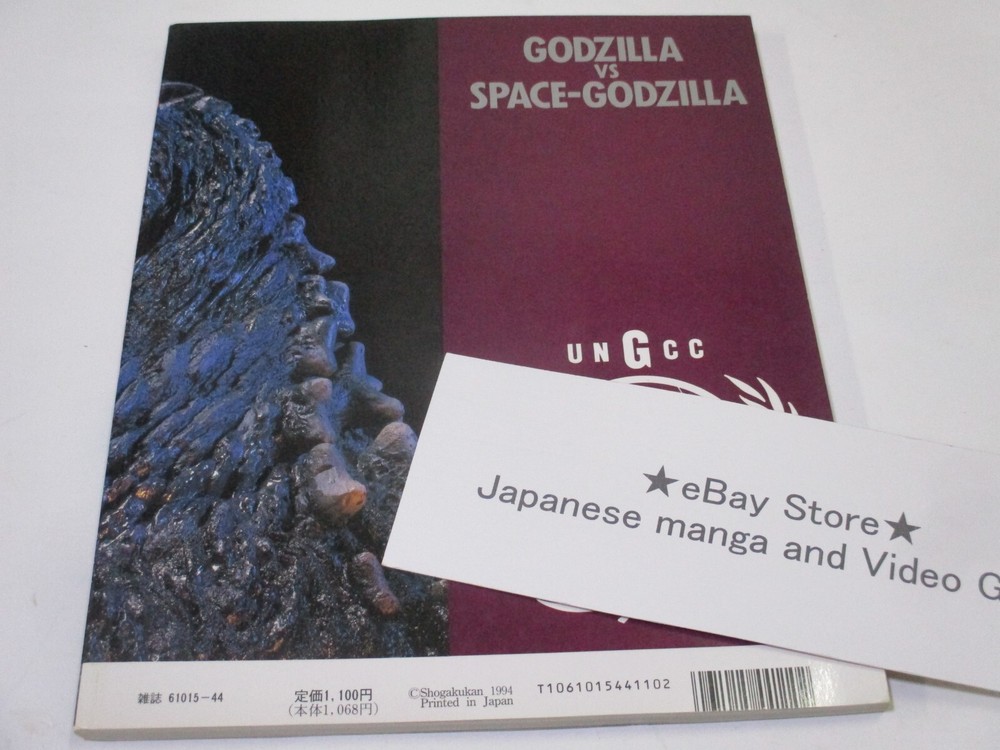 GODZILLA
VS
SPACE-GODZILLA
UNGCC
★eBay Store★
Japanese manga and Video G
雑誌 61015-44
定価1,100円
(本体1,068円)
©Shogakukan 1994
Printed in Japan
T1061015441102